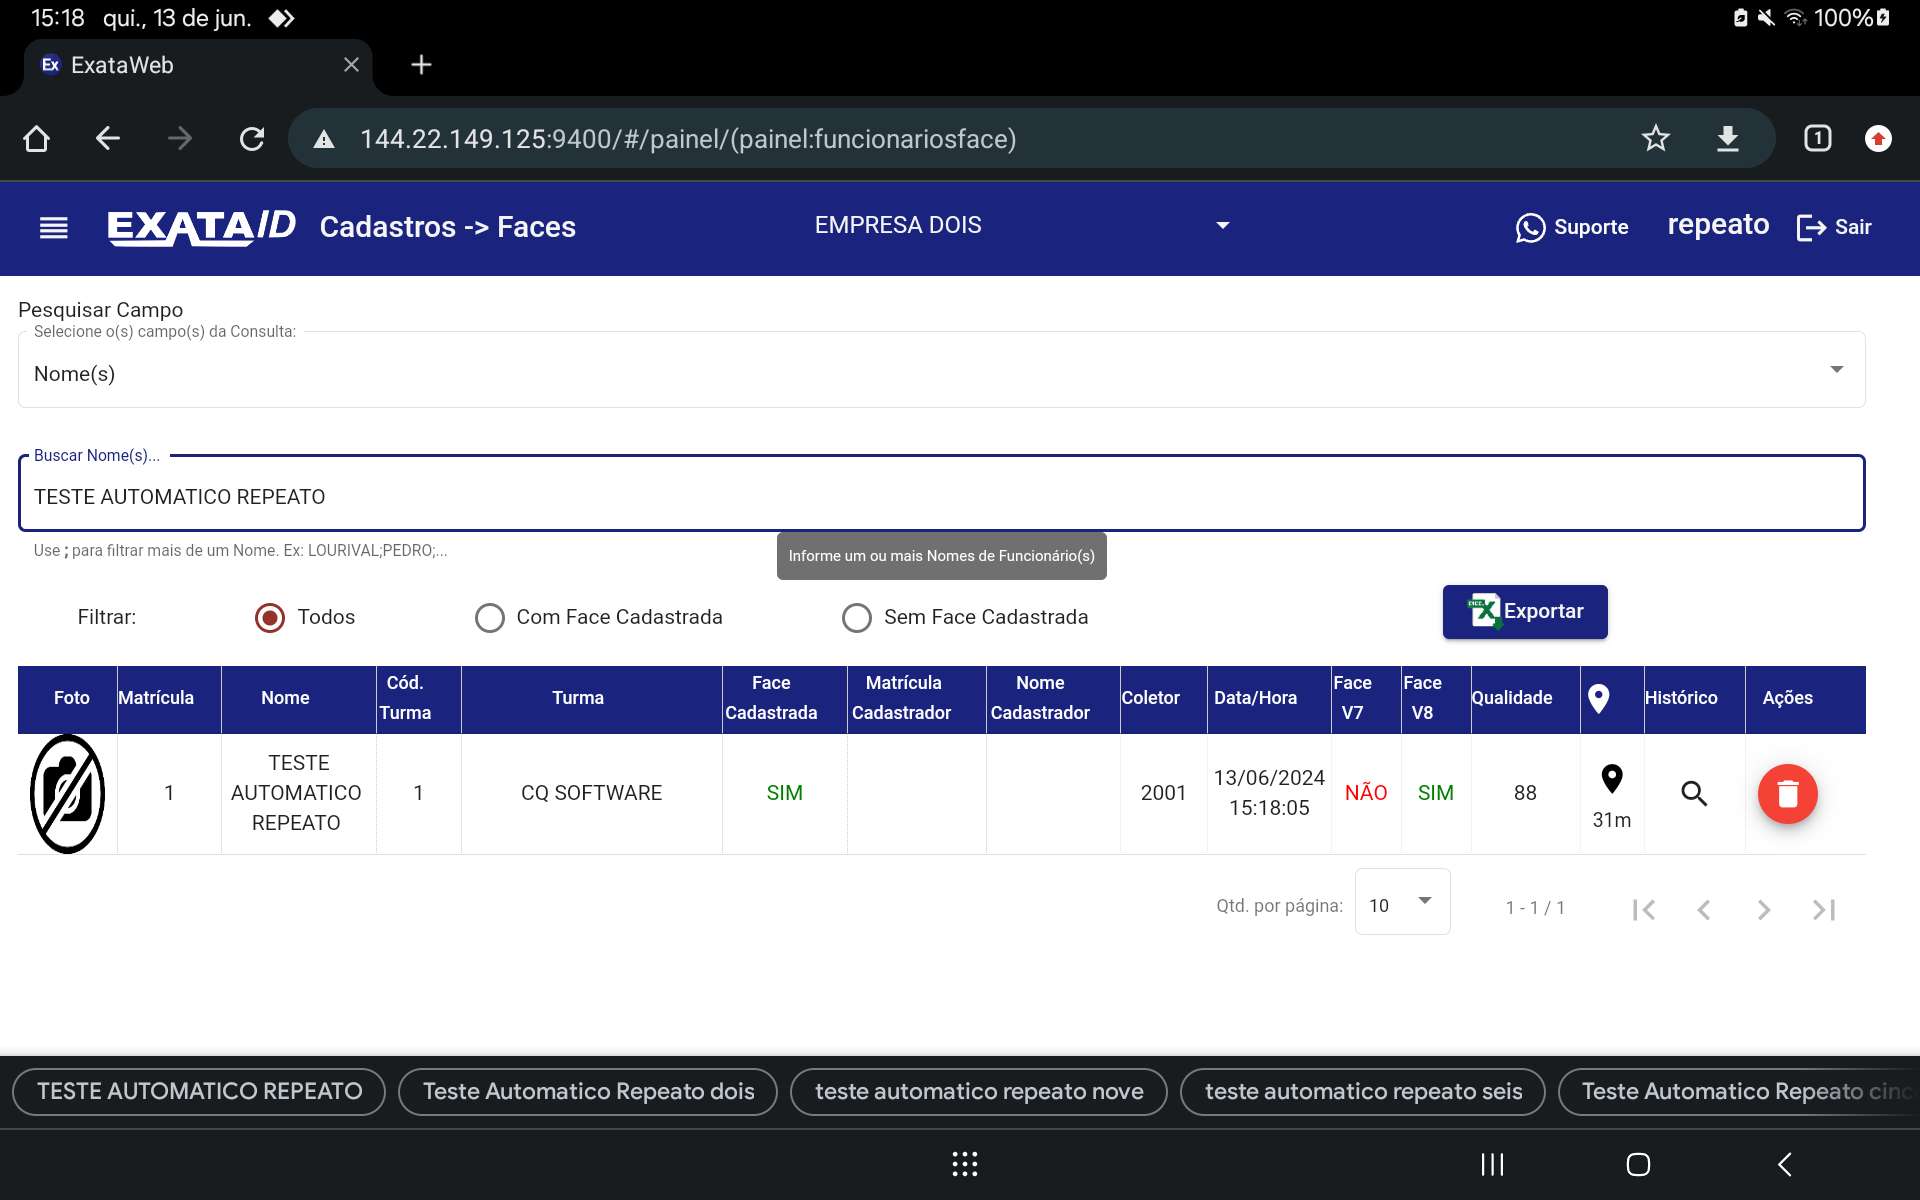 15:18 qui., 13 de jun. 100%
Ex ExataWeb
144.22.149.125:9400/#/painel/(painel:funcionariosface) 1
EXATA/D Cadastros -> Faces EMPRESA DOIS Suporte repeato Sair
Pesquisar Campo
Selecione o(s) campo(s) da Consulta:
Nome(s)
Buscar Nome(s)...
TESTE AUTOMATICO REPEATO
Use ; para filtrar mais de um Nome. Ex: LOURIVAL;PEDRO;...
Informe um ou mais Nomes de Funcionário(s)
Filtrar: Todos Com Face Cadastrada Sem Face Cadastrada Exportar
Foto Matrícula Nome Cód. Turma Turma Face Cadastrada Matrícula Cadastrador Nome Cadastrador Coletor Data/Hora Face V7 Face V8 Qualidade Histórico Ações
1 TESTE AUTOMATICO REPEATO 1 CQ SOFTWARE SIM 2001 13/06/2024 15:18:05 NÃO SIM 88 31m
Qtd. por página: 10 1 - 1 / 1
TESTE AUTOMATICO REPEATO Teste Automatico Repeato dois teste automatico repeato nove teste automatico repeato seis Teste Automatico Repeato cinc